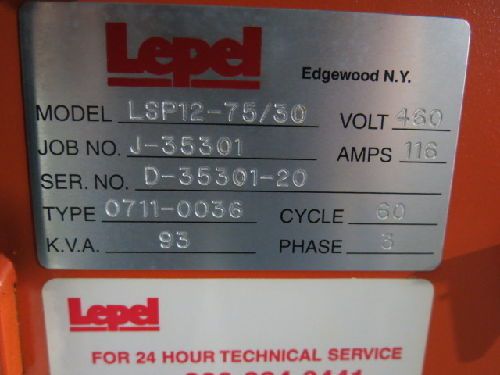 Lepel
Edgewood N.Y.
MODEL LSP12-75/30 VOLT 460
JOB NO. J-35301 AMPS 116
SER. NO. D-35301-20
TYPE 0711-0036 CYCLE 60
K.V.A. 93 PHASE 3
Lepel
FOR 24 HOUR TECHNICAL SERVICE